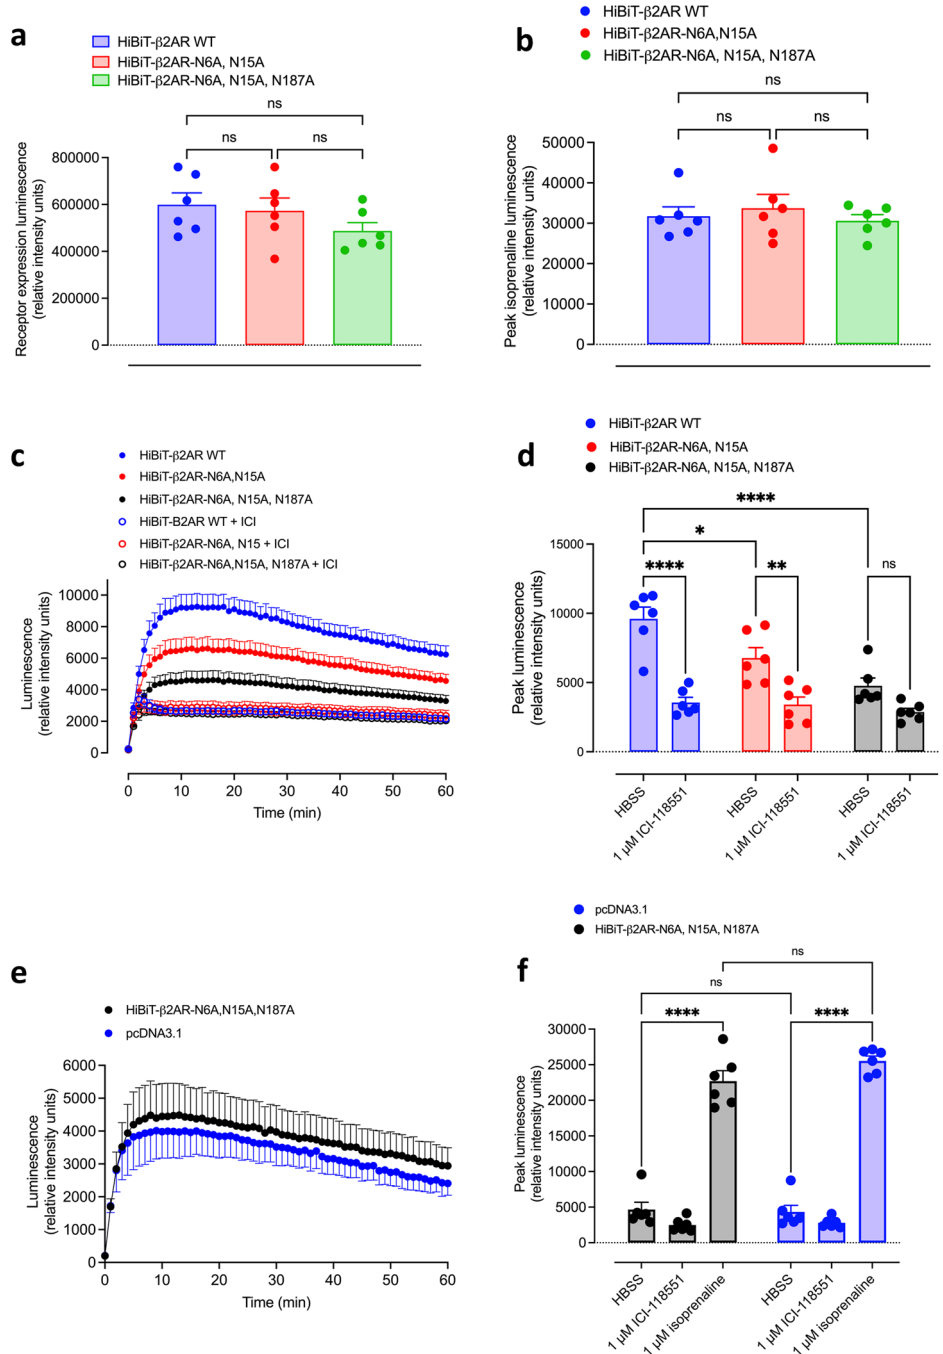 a
HiBiT-β2AR WT
HiBiT-β2AR-N6A, N15A
HiBiT-β2AR-N6A, N15A, N187A
ns
ns
ns
Receptor expression luminescence
(relative intensity units)
800000
600000
400000
200000
0
b
HiBiT-β2AR WT
HiBiT-β2AR-N6A,N15A
HiBiT-β2AR-N6A, N15A, N187A
ns
ns
ns
Peak isoprenaline luminescence
(relative intensity units)
50000
40000
30000
20000
10000
0
c
HiBiT-β2AR WT
HiBiT-β2AR-N6A,N15A
HiBiT-β2AR-N6A, N15A, N187A
HiBiT-B2AR WT + ICI
HiBiT-β2AR-N6A, N15 + ICI
HiBiT-β2AR-N6A,N15A, N187A + ICI
Luminescence
(relative intensity units)
10000
8000
6000
4000
2000
0
0 10 20 30 40 50 60
Time (min)
d
HiBiT-β2AR WT
HiBiT-β2AR-N6A, N15A
HiBiT-β2AR-N6A, N15A, N187A
****
*
**** ** ns
Peak luminescence
(relative intensity units)
15000
10000
5000
0
HBSS
1 μM ICI-118551
HBSS
1 μM ICI-118551
HBSS
1 μM ICI-118551
e
HiBiT-β2AR-N6A,N15A,N187A
pcDNA3.1
Luminescence
(relative intensity units)
6000
5000
4000
3000
2000
1000
0
0 10 20 30 40 50 60
Time (min)
f
pcDNA3.1
HiBiT-β2AR-N6A, N15A, N187A
ns
ns
**** ****
Peak luminescence
(relative intensity units)
30000
25000
20000
15000
10000
5000
0
HBSS
1 μM ICI-118551
1 μM isoprenaline
HBSS
1 μM ICI-118551
1 μM isoprenaline